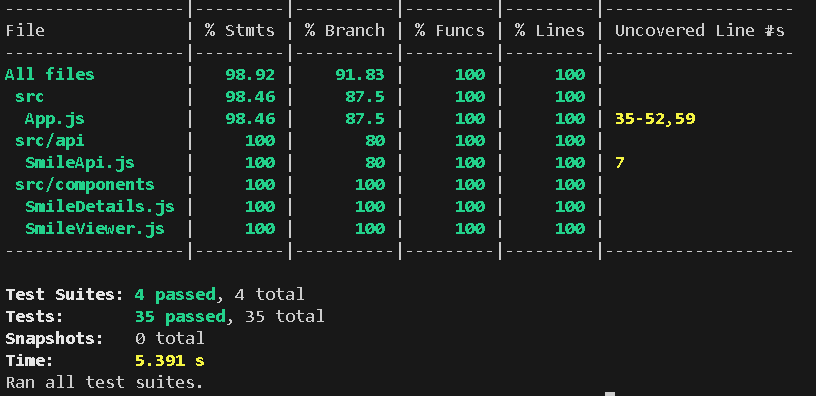 -------------------|---------|----------|---------|---------|-------------------
File               | % Stmts | % Branch | % Funcs | % Lines | Uncovered Line #s
-------------------|---------|----------|---------|---------|-------------------
All files          |   98.92 |    91.83 |     100 |     100 |
 src               |   98.46 |     87.5 |     100 |     100 |
  App.js           |   98.46 |     87.5 |     100 |     100 | 35-52,59
 src/api           |     100 |       80 |     100 |     100 |
  SmileApi.js      |     100 |       80 |     100 |     100 | 7
 src/components    |     100 |      100 |     100 |     100 |
  SmileDetails.js  |     100 |      100 |     100 |     100 |
  SmileViewer.js   |     100 |      100 |     100 |     100 |
-------------------|---------|----------|---------|---------|-------------------
Test Suites: 4 passed, 4 total
Tests:       35 passed, 35 total
Snapshots:   0 total
Time:        5.391 s
Ran all test suites.